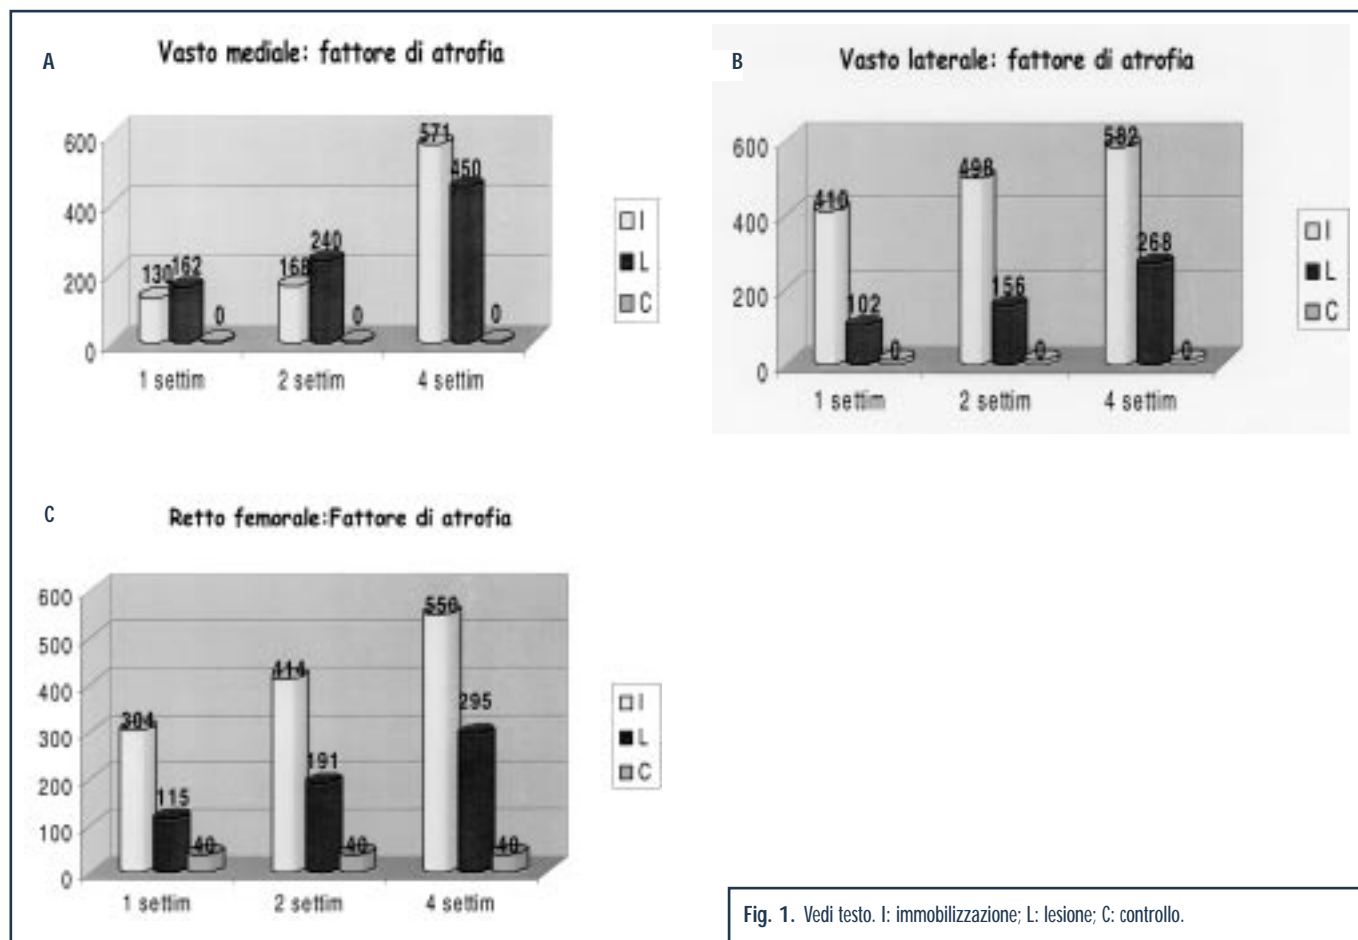 A
Vasto mediale: fattore di atrofia
600
400
200
0
130
162
0
168
240
0
571
450
0
1 settim
2 settim
4 settim
I
L
C
B
Vasto laterale: fattore di atrofia
600
400
200
0
410
102
0
498
156
0
582
268
0
1 settim
2 settim
4 settim
I
L
C
C
Retto femorale:Fattore di atrofia
600
500
400
300
200
100
0
304
115
40
414
191
40
556
295
40
1 settim
2 settim
4 settim
I
L
C
Fig. 1. Vedi testo. I: immobilizzazione; L: lesione; C: controllo.